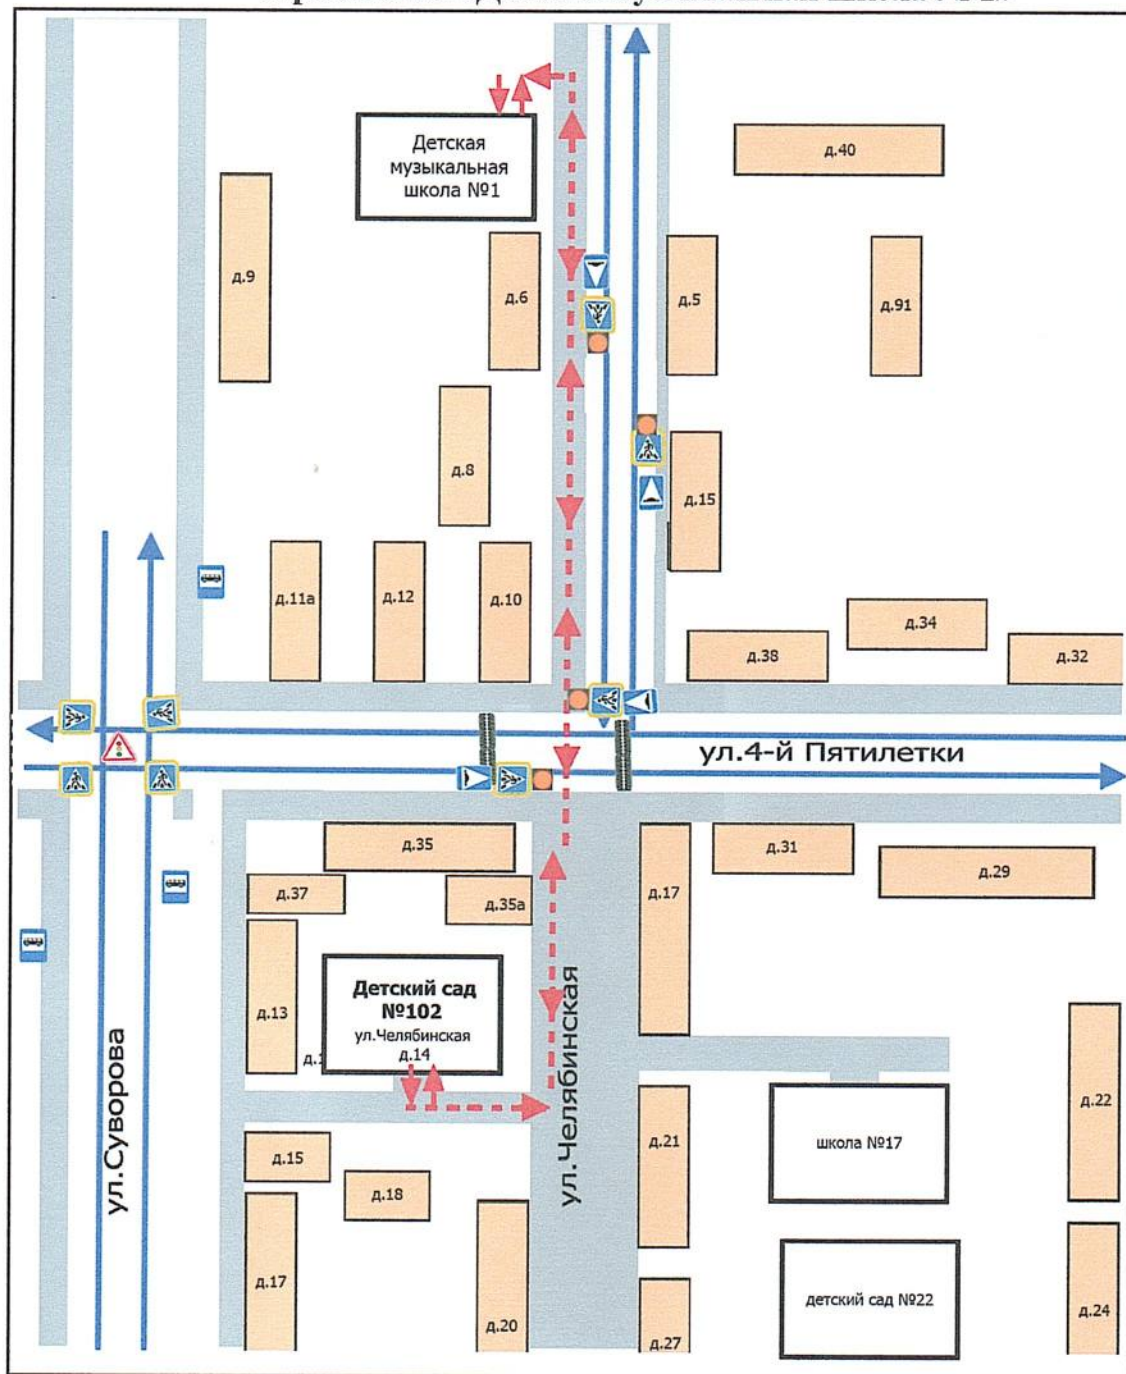 Детская
музыкальная
школа №1
д.40
д.9
д.6
д.5
д.91
д.8
д.15
д.11а
д.12
д.10
д.34
д.38
д.32
ул.4-й Пятилетки
д.35
д.31
д.29
д.37
д.35а
д.17
д.13
Детский сад
№102
ул.Челябинская
д.14
д.1
ул.Суворова
ул.Челябинская
д.15
д.18
д.21
школа №17
д.22
д.17
д.20
д.27
детский сад №22
д.24